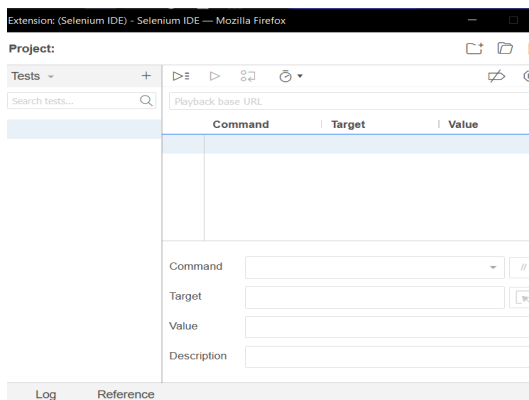 Extension: (Selenium IDE) - Selenium IDE — Mozilla Firefox
Project:
Tests
Search tests...
Playback base URL
Command Target Value
Command
//
Target
Value
Description
Log Reference